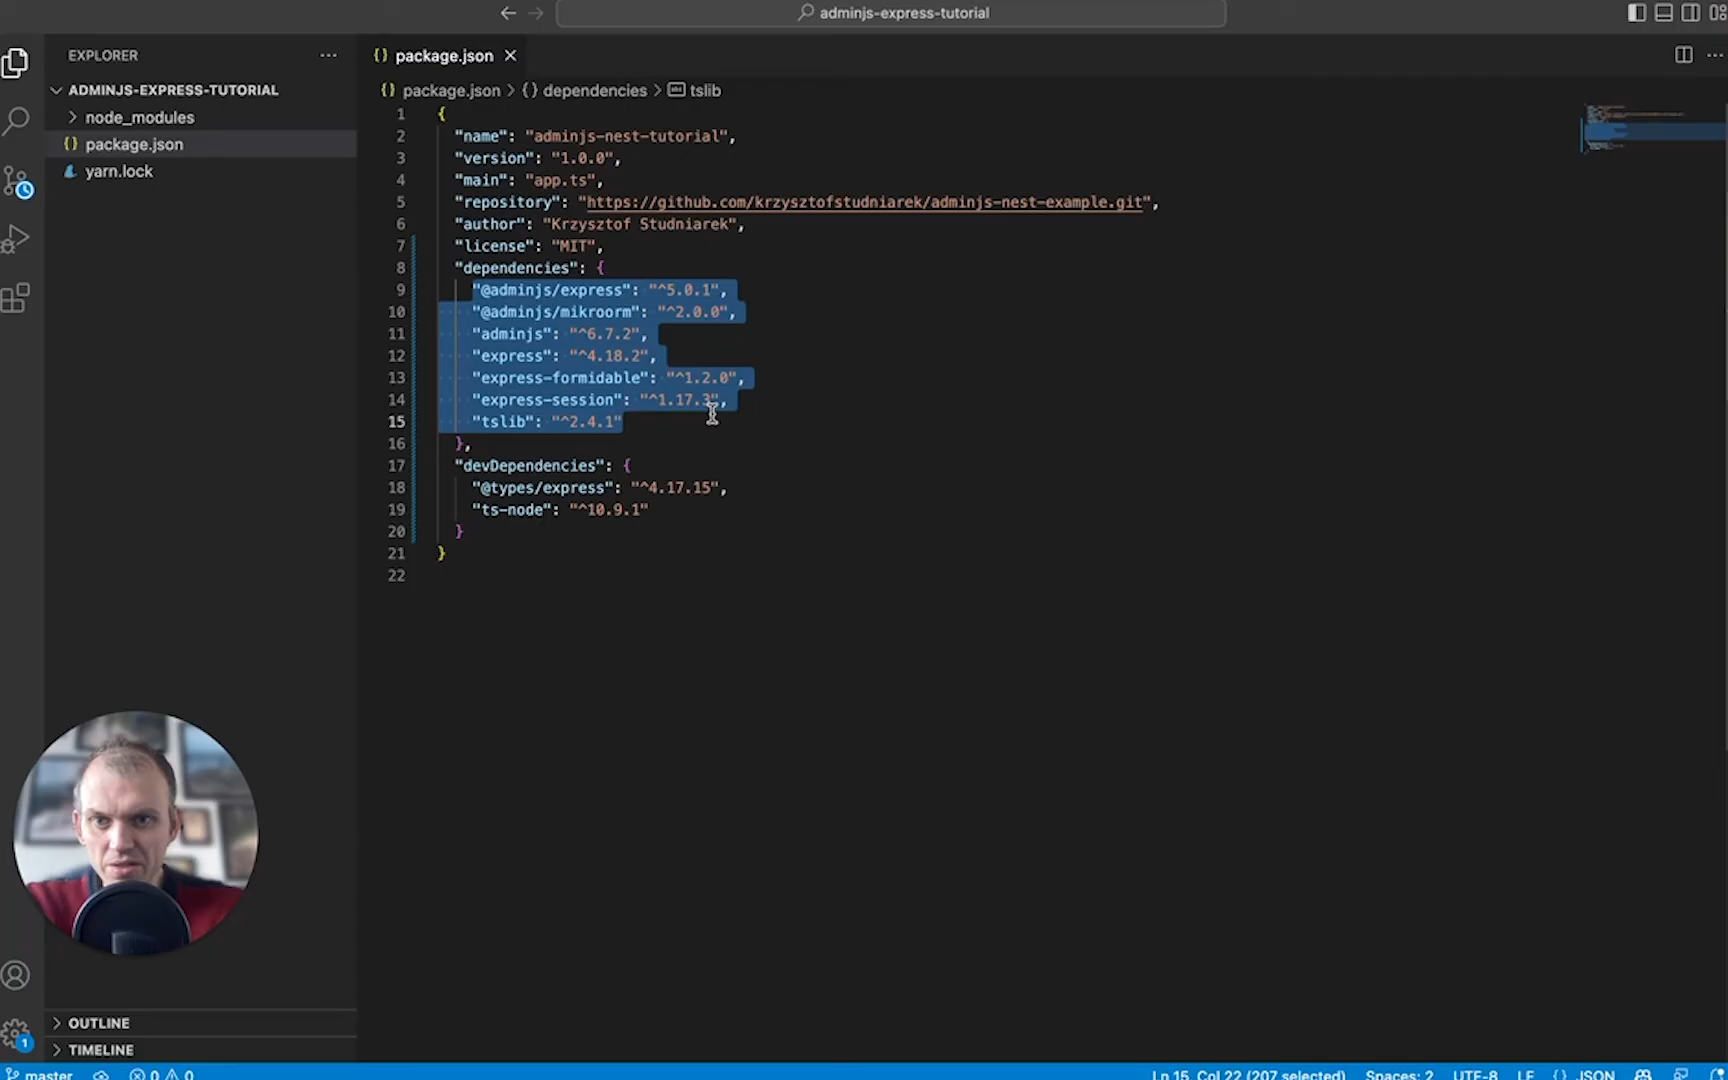 adminjs-express-tutorial
EXPLORER
ADMINJS-EXPRESS-TUTORIAL
node_modules
package.json
yarn.lock
package.json
package.json > {} dependencies > tslib
1 {
2 "name": "adminjs-nest-tutorial",
3 "version": "1.0.0",
4 "main": "app.ts",
5 "repository": "https://github.com/krzysztofstudniarek/adminjs-nest-example.git",
6 "author": "Krzysztof Studniarek",
7 "license": "MIT",
8 "dependencies": {
9 "@adminjs/express": "^5.0.1",
10 "@adminjs/mikroorm": "^2.0.0",
11 "adminjs": "^6.7.2",
12 "express": "^4.18.2",
13 "express-formidable": "^1.2.0",
14 "express-session": "^1.17.3",
15 "tslib": "^2.4.1"
16 },
17 "devDependencies": {
18 "@types/express": "^4.17.15",
19 "ts-node": "^10.9.1"
20 }
21 }
22
OUTLINE
TIMELINE
1
master 0 0 Ln 15, Col 22 (207 selected) Spaces: 2 UTF-8 LF {} JSON